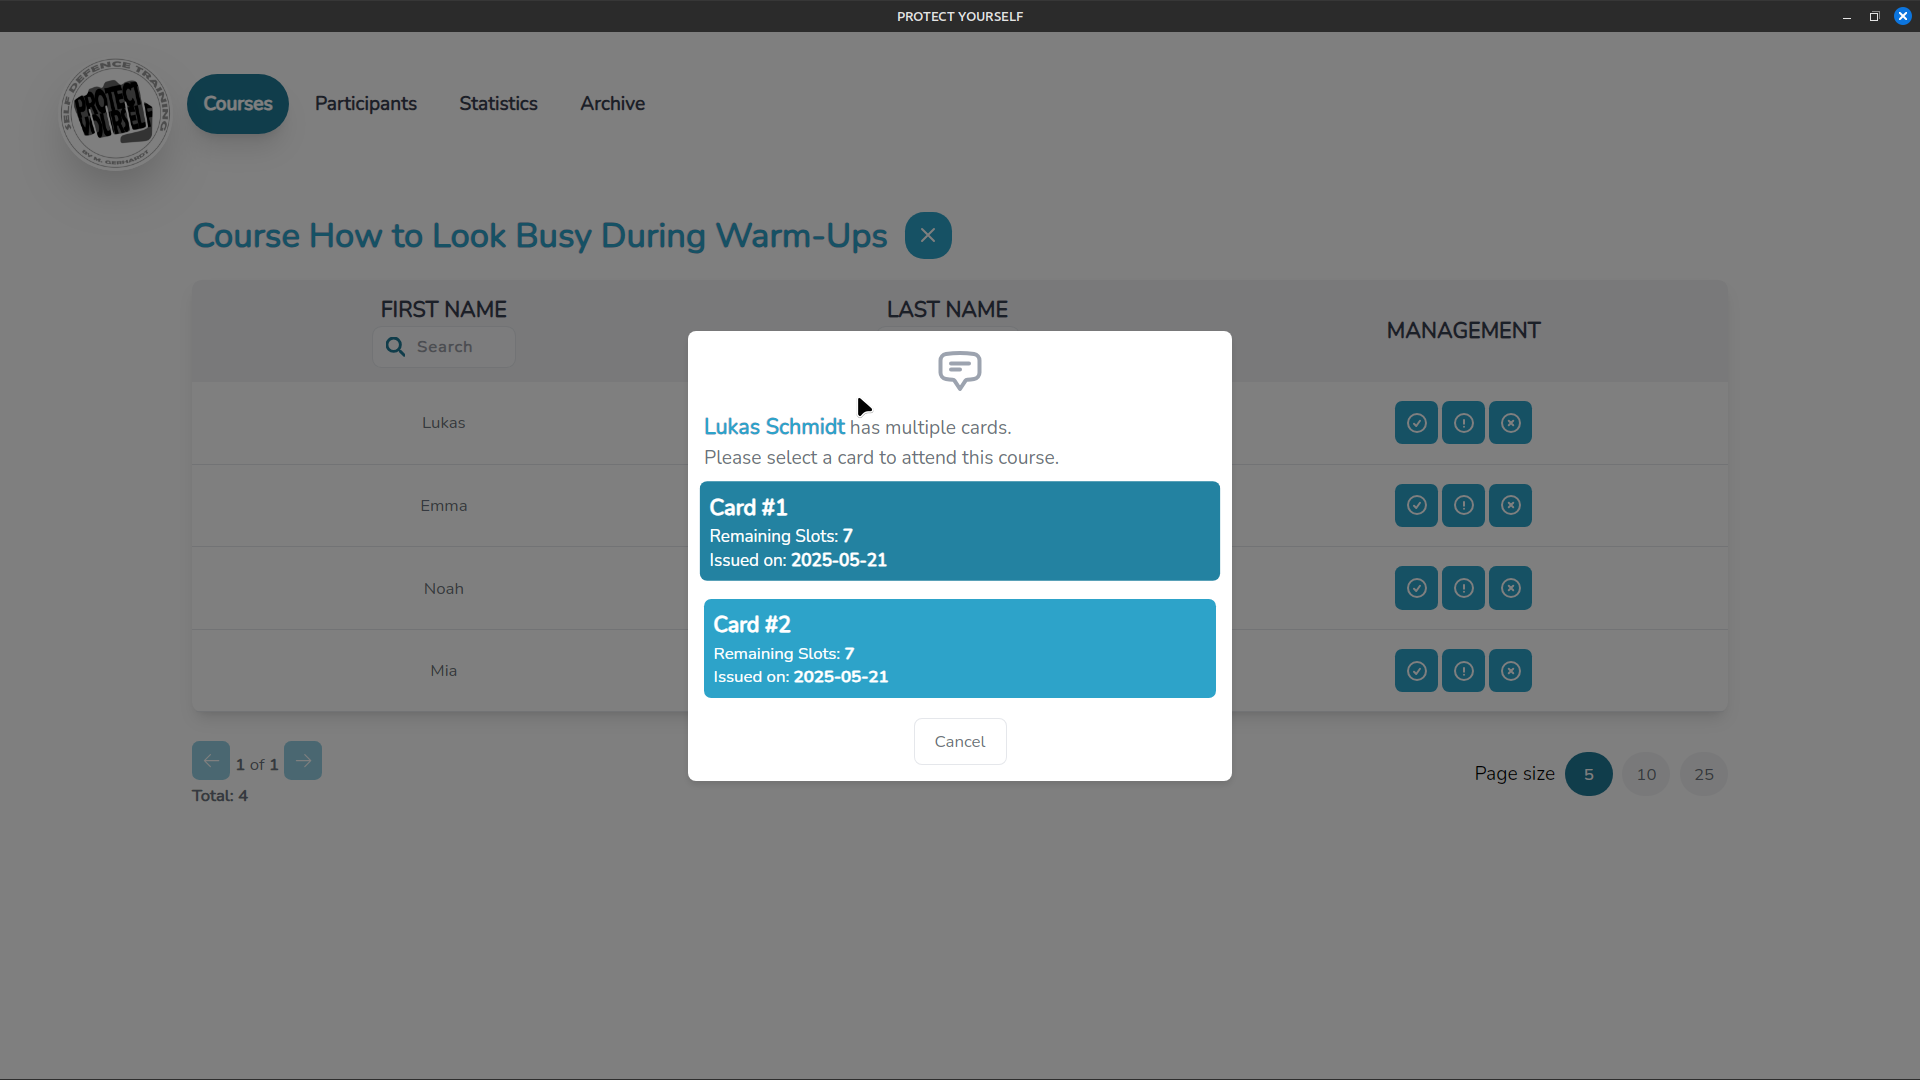 PROTECT YOURSELF
SELF DEFENCE TRAINING
PROTECT
YOURSELF
BY M. GEBHARDT
Courses
Participants
Statistics
Archive
Course How to Look Busy During Warm-Ups
FIRST NAME
LAST NAME
MANAGEMENT
Search
Lukas
Emma
Noah
Mia
Lukas Schmidt has multiple cards.
Please select a card to attend this course.
Card #1
Remaining Slots: 7
Issued on: 2025-05-21
Card #2
Remaining Slots: 7
Issued on: 2025-05-21
Cancel
1 of 1
Total: 4
Page size
5
10
25